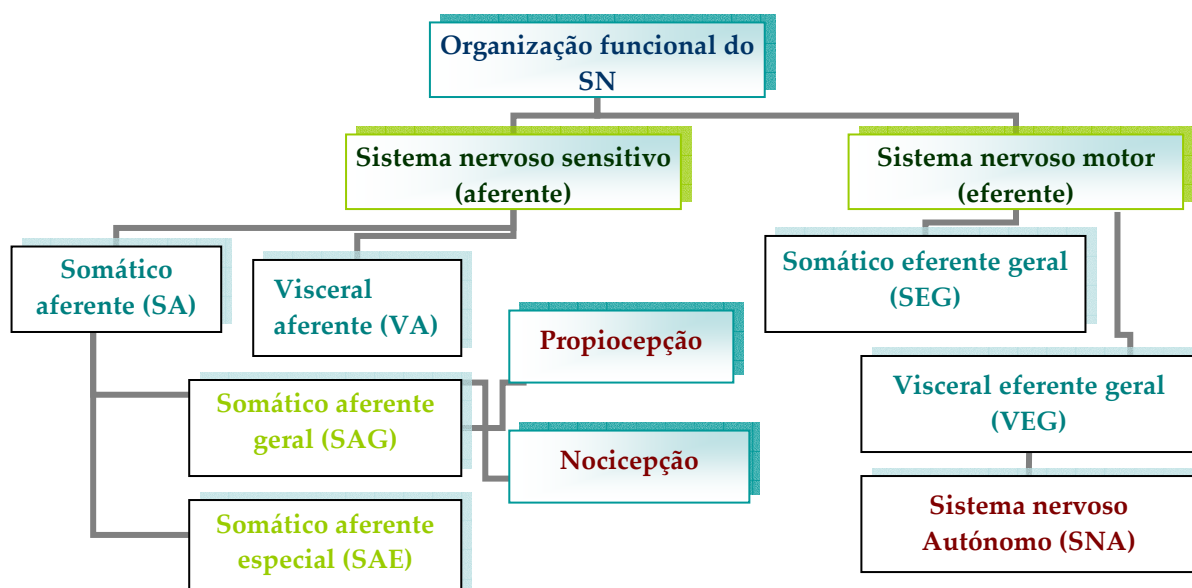 Organização funcional do
SN
Sistema nervoso sensitivo
(aferente)
Sistema nervoso motor
(eferente)
Somático
aferente (SA)
Visceral
aferente (VA)
Somático eferente geral
(SEG)
Propiocepção
Visceral eferente geral
(VEG)
Somático aferente
geral (SAG)
Nocicepção
Somático aferente
especial (SAE)
Sistema nervoso
Autónomo (SNA)